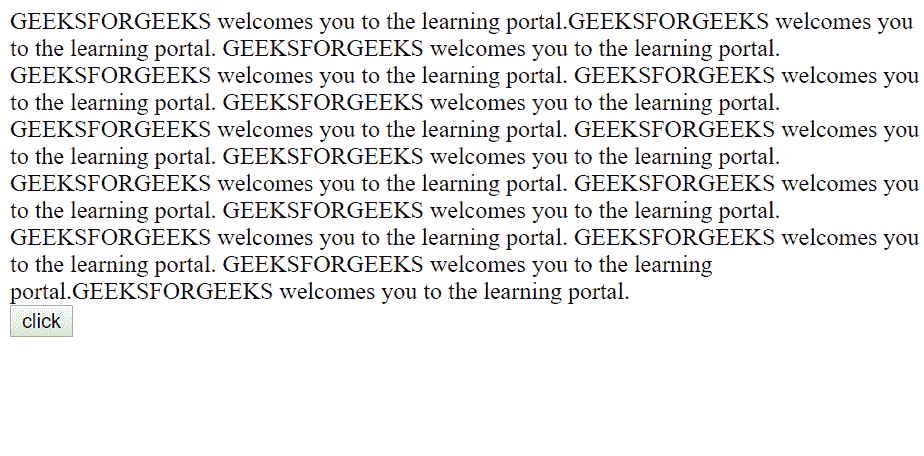 GEEKSFORGEEKS welcomes you to the learning portal.GEEKSFORGEEKS welcomes you
to the learning portal. GEEKSFORGEEKS welcomes you to the learning portal.
GEEKSFORGEEKS welcomes you to the learning portal. GEEKSFORGEEKS welcomes you
to the learning portal. GEEKSFORGEEKS welcomes you to the learning portal.
GEEKSFORGEEKS welcomes you to the learning portal. GEEKSFORGEEKS welcomes you
to the learning portal. GEEKSFORGEEKS welcomes you to the learning portal.
GEEKSFORGEEKS welcomes you to the learning portal. GEEKSFORGEEKS welcomes you
to the learning portal. GEEKSFORGEEKS welcomes you to the learning portal.
GEEKSFORGEEKS welcomes you to the learning portal. GEEKSFORGEEKS welcomes you
to the learning portal. GEEKSFORGEEKS welcomes you to the learning
portal.GEEKSFORGEEKS welcomes you to the learning portal.
click